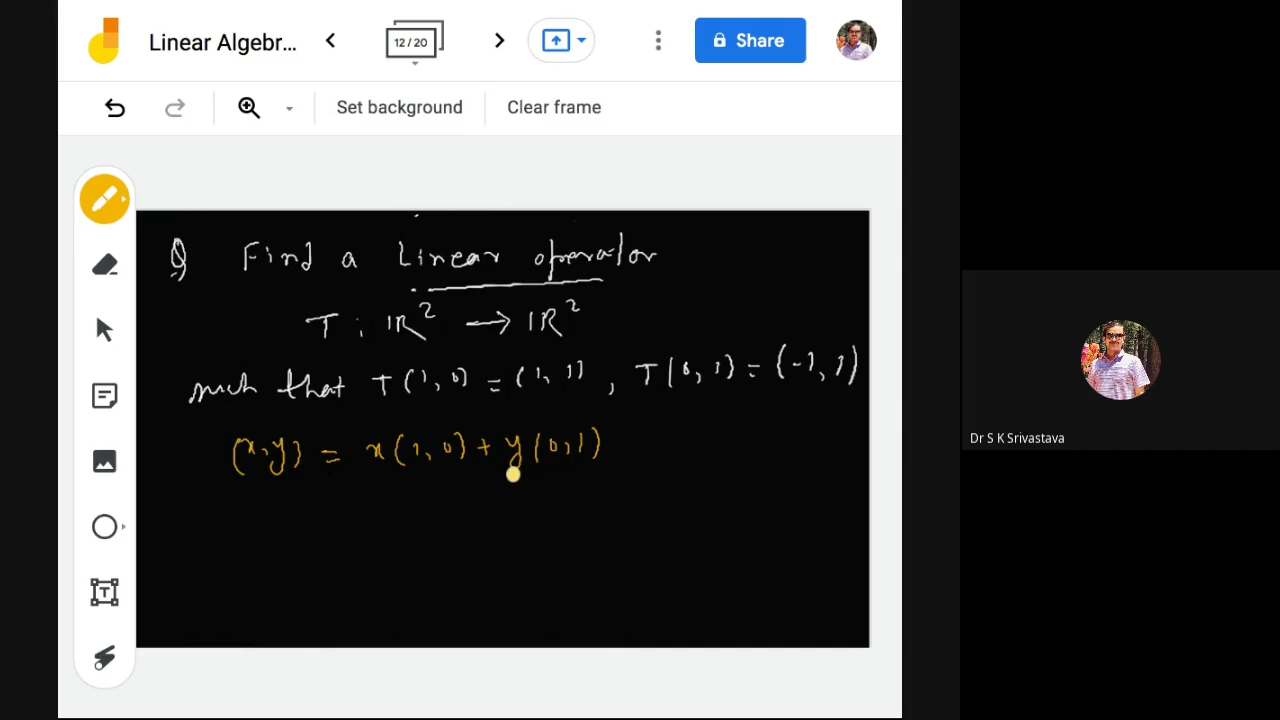 Linear Algebr...
12 / 20
Share
Set background
Clear frame
Q Find a Linear operator
T : IR² → IR²
such that T(1, 0) = (1, 1) , T(0, 1) = (-1, 1)
(x, y) = x(1, 0) + y(0, 1)
T
Dr S K Srivastava